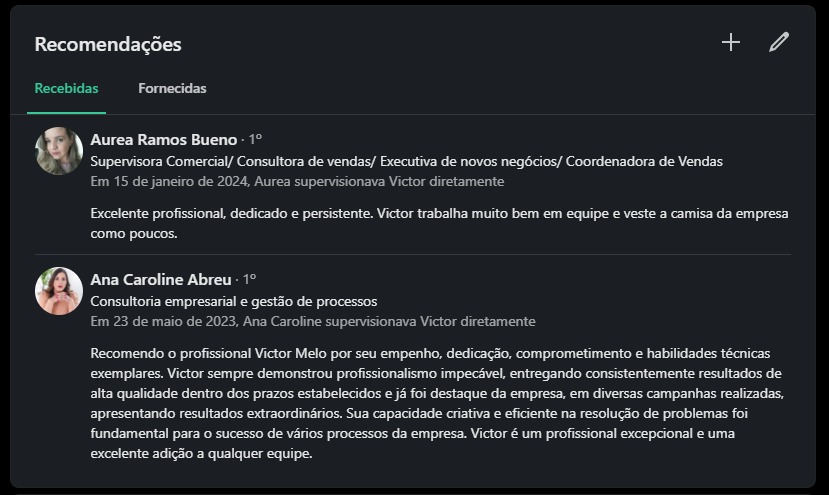 Recomendações
Recebidas
Fornecidas
Aurea Ramos Bueno · 1º
Supervisora Comercial/ Consultora de vendas/ Executiva de novos negócios/ Coordenadora de Vendas
Em 15 de janeiro de 2024, Aurea supervisionava Victor diretamente
Excelente profissional, dedicado e persistente. Victor trabalha muito bem em equipe e veste a camisa da empresa
como poucos.
Ana Caroline Abreu · 1º
Consultoria empresarial e gestão de processos
Em 23 de maio de 2023, Ana Caroline supervisionava Victor diretamente
Recomendo o profissional Victor Melo por seu empenho, dedicação, comprometimento e habilidades técnicas
exemplares. Victor sempre demonstrou profissionalismo impecável, entregando consistentemente resultados de
alta qualidade dentro dos prazos estabelecidos e já foi destaque da empresa, em diversas campanhas realizadas,
apresentando resultados extraordinários. Sua capacidade criativa e eficiente na resolução de problemas foi
fundamental para o sucesso de vários processos da empresa. Victor é um profissional excepcional e uma
excelente adição a qualquer equipe.